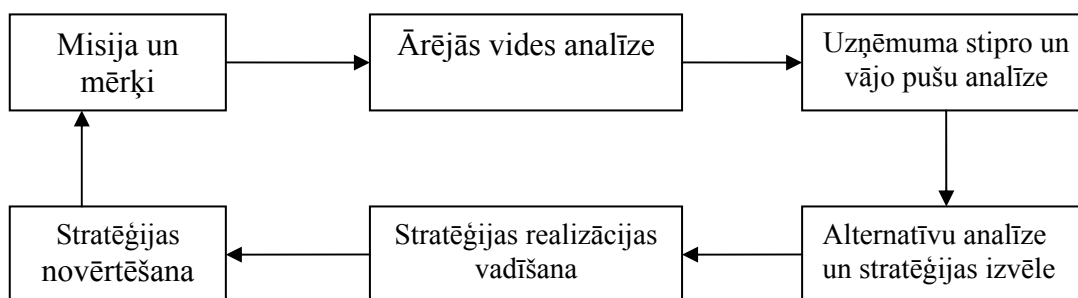 Misija un
mērķi
Ārējās vides analīze
Uzņēmuma stipro un
vājo pušu analīze
Alternatīvu analīze
un stratēģijas izvēle
Stratēģijas realizācijas
vadīšana
Stratēģijas
novērtēšana